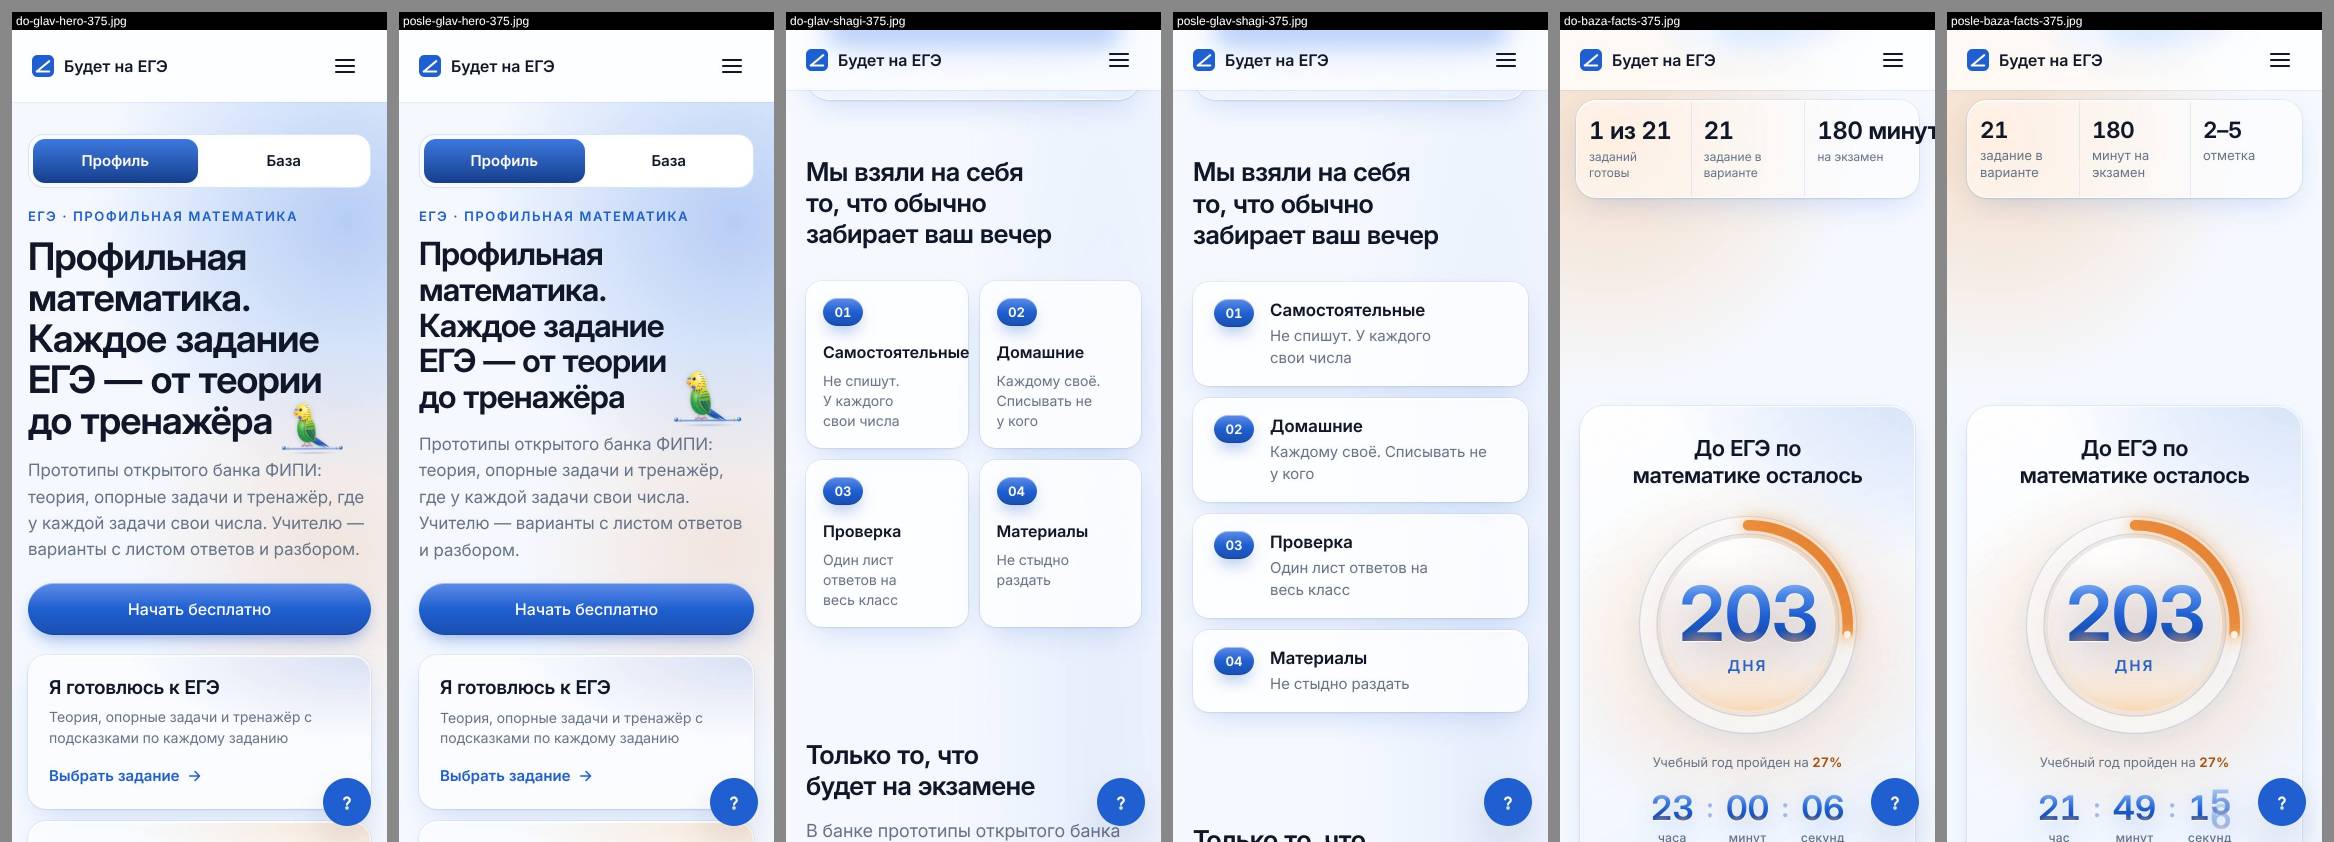 do-glav-hero-375.jpg
Будет на ЕГЭ
Профиль
База
ЕГЭ · ПРОФИЛЬНАЯ МАТЕМАТИКА
Профильная
математика.
Каждое задание
ЕГЭ — от теории
до тренажёра
Прототипы открытого банка ФИПИ:
теория, опорные задачи и тренажёр, где
у каждой задачи свои числа. Учителю —
варианты с листом ответов и разбором.
Начать бесплатно
Я готовлюсь к ЕГЭ
Теория, опорные задачи и тренажёр с
подсказками по каждому заданию
Выбрать задание →
?
posle-glav-hero-375.jpg
Будет на ЕГЭ
Профиль
База
ЕГЭ · ПРОФИЛЬНАЯ МАТЕМАТИКА
Профильная
математика.
Каждое задание
ЕГЭ — от теории
до тренажёра
Прототипы открытого банка ФИПИ:
теория, опорные задачи и тренажёр,
где у каждой задачи свои числа.
Учителю — варианты с листом ответов
и разбором.
Начать бесплатно
Я готовлюсь к ЕГЭ
Теория, опорные задачи и тренажёр с
подсказками по каждому заданию
Выбрать задание →
?
do-glav-shagi-375.jpg
Будет на ЕГЭ
Мы взяли на себя
то, что обычно
забирает ваш вечер
01
Самостоятельные
Не спишут.
У каждого
свои числа
02
Домашние
Каждому своё.
Списывать не
у кого
03
Проверка
Один лист
ответов на
весь класс
04
Материалы
Не стыдно
раздать
Только то, что
будет на экзамене
В банке прототипы открытого банка
?
posle-glav-shagi-375.jpg
Будет на ЕГЭ
Мы взяли на себя
то, что обычно
забирает ваш вечер
01
Самостоятельные
Не спишут. У каждого
свои числа
02
Домашние
Каждому своё. Списывать не
у кого
03
Проверка
Один лист ответов на
весь класс
04
Материалы
Не стыдно раздать
Только то, что
?
do-baza-facts-375.jpg
Будет на ЕГЭ
1 из 21
заданий
готовы
21
задание в
варианте
180 минут
на экзамен
До ЕГЭ по
математике осталось
203
ДНЯ
Учебный год пройден на 27%
23 : 00 : 06
часа минут секунд
?
posle-baza-facts-375.jpg
Будет на ЕГЭ
21
задание в
варианте
180
минут на
экзамен
2–5
отметка
До ЕГЭ по
математике осталось
203
ДНЯ
Учебный год пройден на 27%
21 : 49 : 1
час минут секунд
?